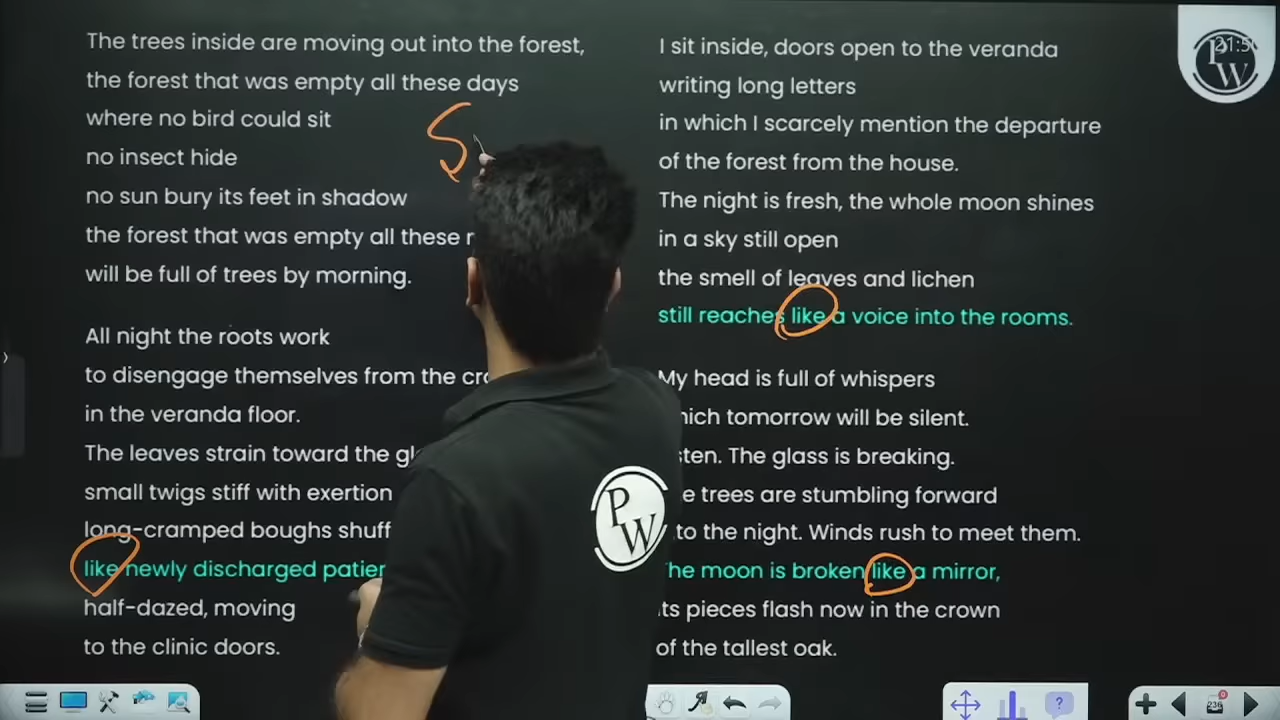 The trees inside are moving out into the forest,
the forest that was empty all these days
where no bird could sit
no insect hide
no sun bury its feet in shadow
the forest that was empty all these
will be full of trees by morning.
All night the roots work
to disengage themselves from the
in the veranda floor.
The leaves strain toward the
small twigs stiff with exertion
long-cramped boughs
like newly discharged
half-dazed, moving
to the clinic doors.
S
I sit inside, doors open to the veranda
writing long letters
in which I scarcely mention the departure
of the forest from the house.
The night is fresh, the whole moon shines
in a sky still open
the smell of leaves and lichen
still reaches like a voice into the rooms.
My head is full of whispers
which tomorrow will be silent.
The glass is breaking.
trees are stumbling forward
to the night. Winds rush to meet them.
The moon is broken like a mirror,
its pieces flash now in the crown
of the tallest oak.
PW
PW
236